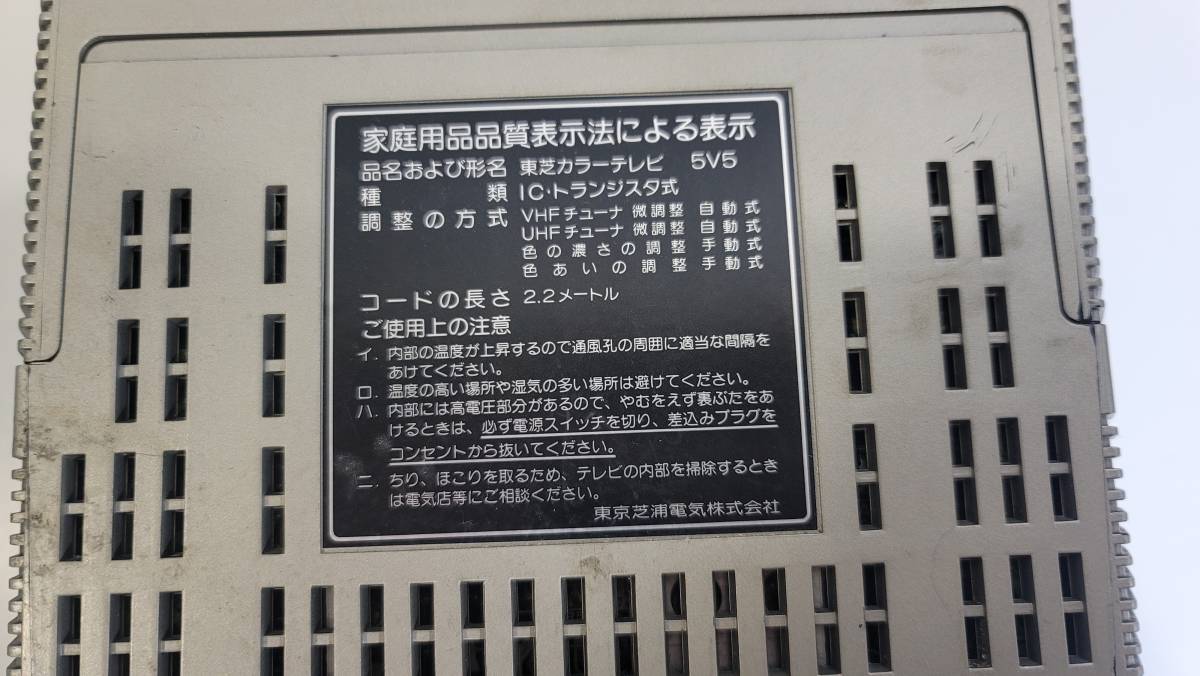 家庭用品品質表示法による表示
品名および形名 東芝カラーテレビ 5V5
種類 IC・トランジスタ式
調整の方式 VHFチューナ 微調整 自動式
UHFチューナ 微調整 自動式
色の濃さの調整 手動式
色あいの調整 手動式
コードの長さ 2.2メートル
ご使用上の注意
イ. 内部の温度が上昇するので通風孔の周囲に適当な間隔を
あけてください。
ロ. 温度の高い場所や湿気の多い場所は避けてください。
ハ. 内部には高電圧部分があるので、やむをえず裏ぶたをあ
けるときは、必ず電源スイッチを切り、差込みプラグを
コンセントから抜いてください。
ニ. ちり、ほこりを取るため、テレビの内部を掃除するとき
は電気店等にご相談ください。
東京芝浦電気株式会社